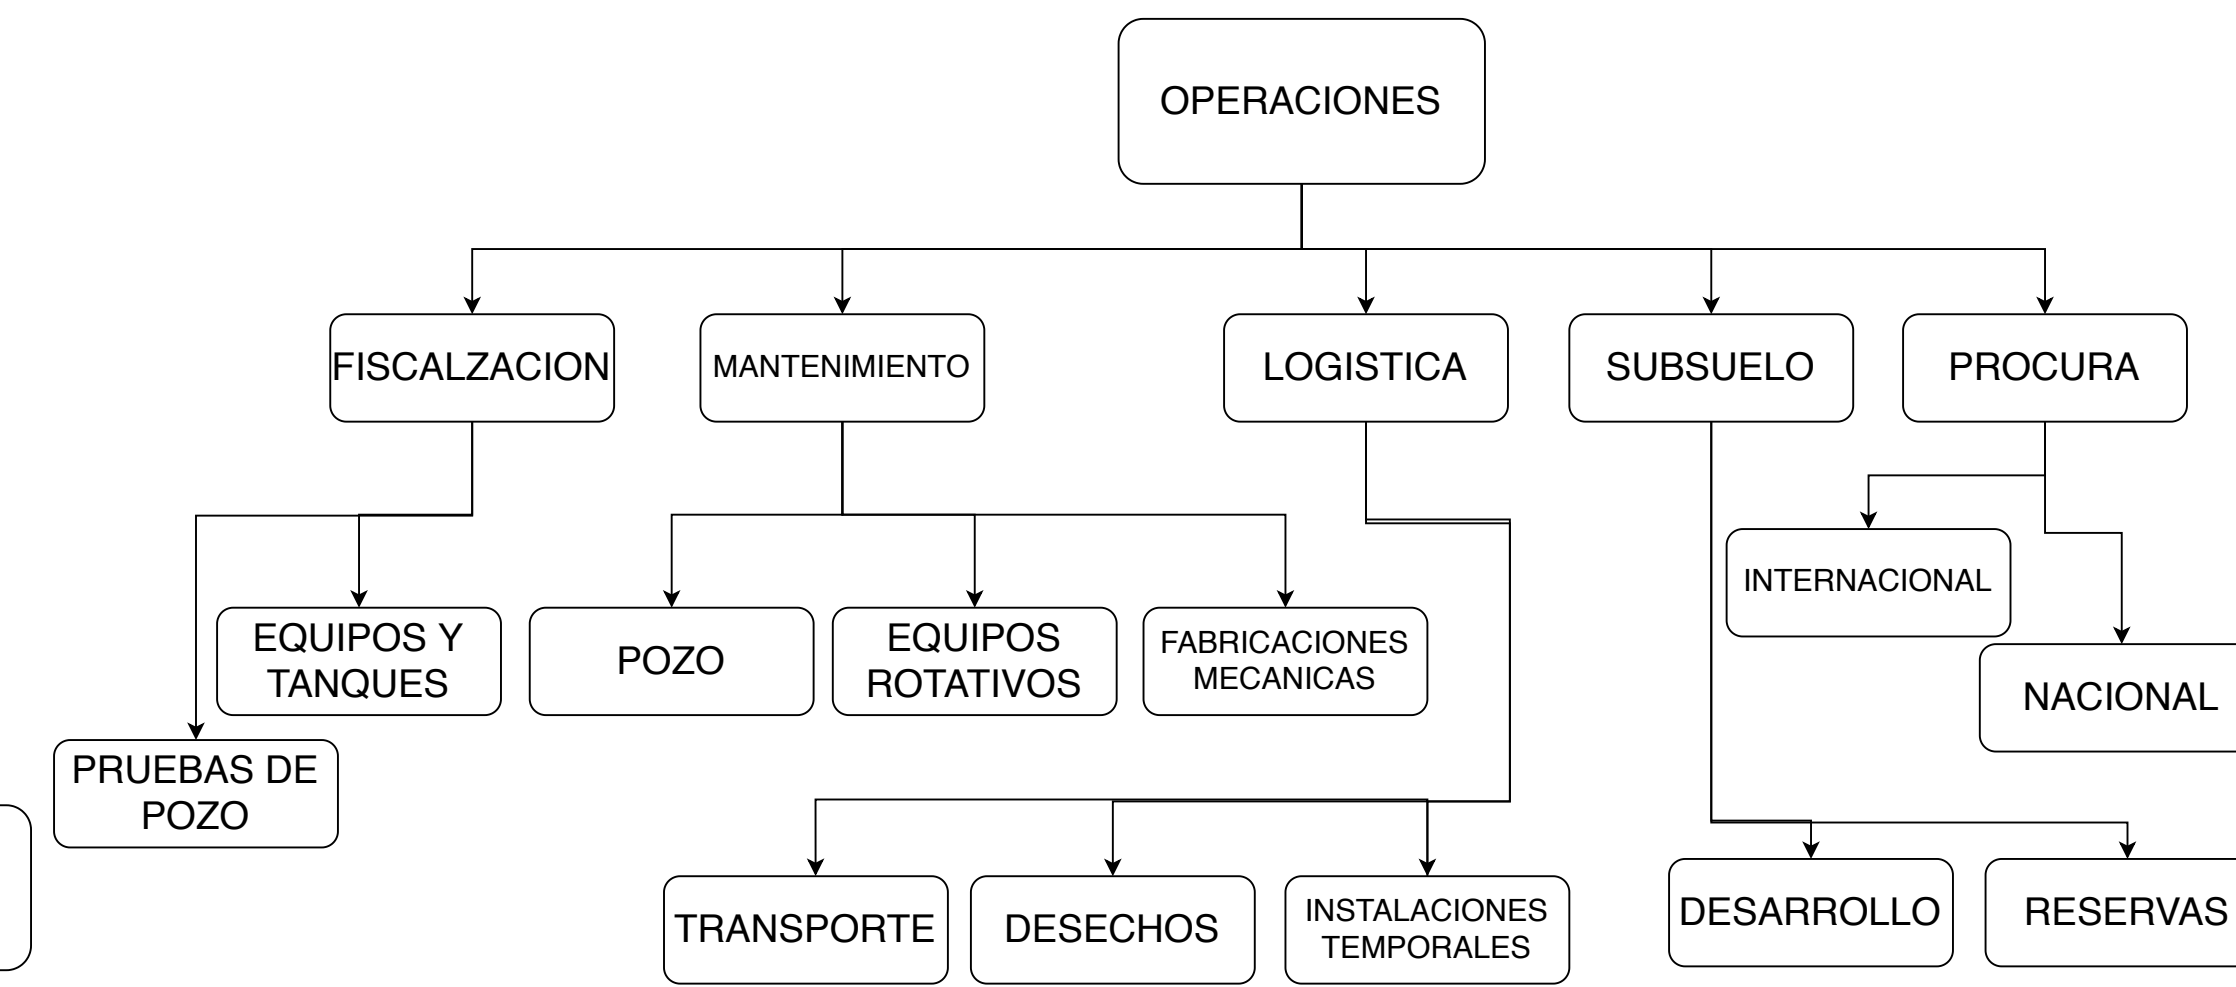 OPERACIONES
FISCALZACION
MANTENIMIENTO
LOGISTICA
SUBSUELO
PROCURA
INTERNACIONAL
EQUIPOS Y
TANQUES
POZO
EQUIPOS
ROTATIVOS
FABRICACIONES
MECANICAS
NACIONAL
PRUEBAS DE
POZO
TRANSPORTE
DESECHOS
INSTALACIONES
TEMPORALES
DESARROLLO
RESERVAS